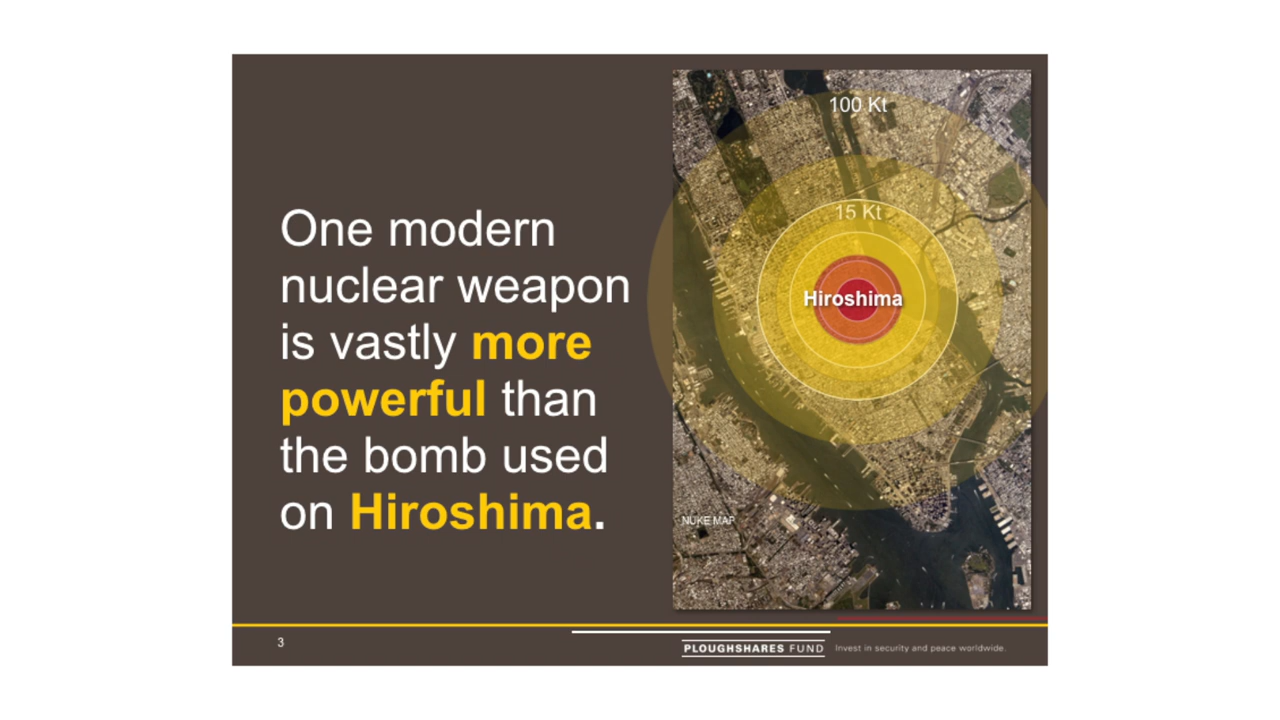 One modern
nuclear weapon
is vastly more
powerful than
the bomb used
on Hiroshima.
100 Kt
15 Kt
Hiroshima
NUKE MAP
3
PLOUGHSHARES FUND Invest in security and peace worldwide.